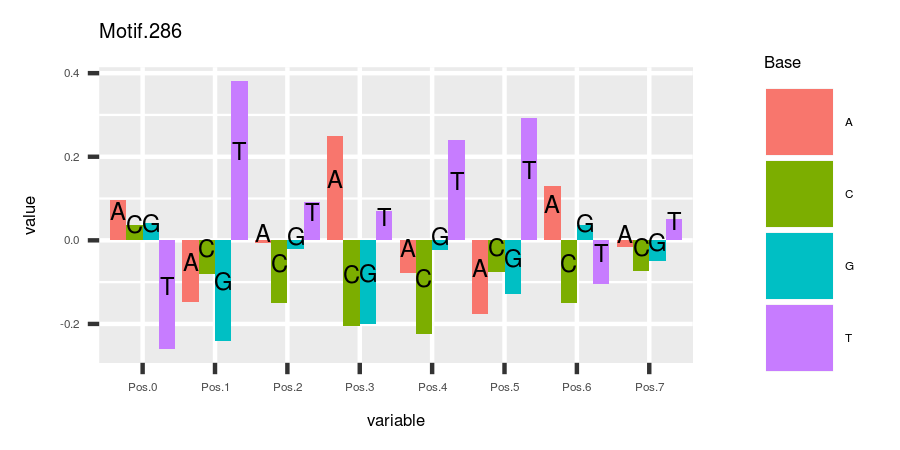 Motif.286
Base
0.4
0.2
0.0
-0.2
value
A C G T
A C G T
A C G T
A C G T
A C G T
A C G T
A C G T
A C G T
Pos.0 Pos.1 Pos.2 Pos.3 Pos.4 Pos.5 Pos.6 Pos.7
variable
A
C
G
T